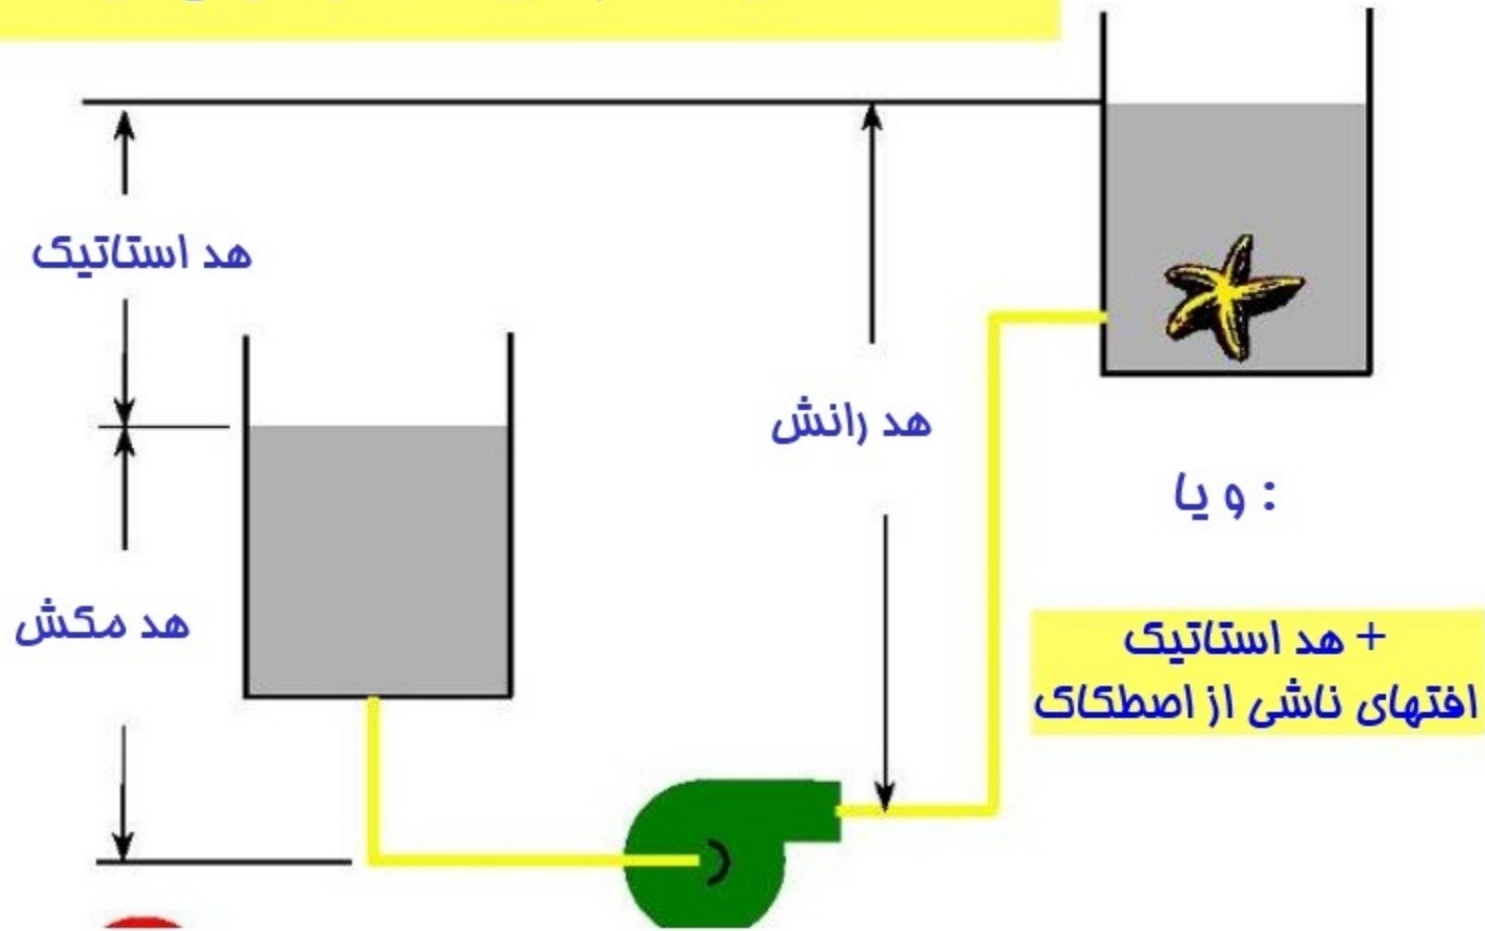 هد استاتیک
هد رانش
و یا :
هد مکش
هد استاتیک +
افتهای ناشی از اصطکاک